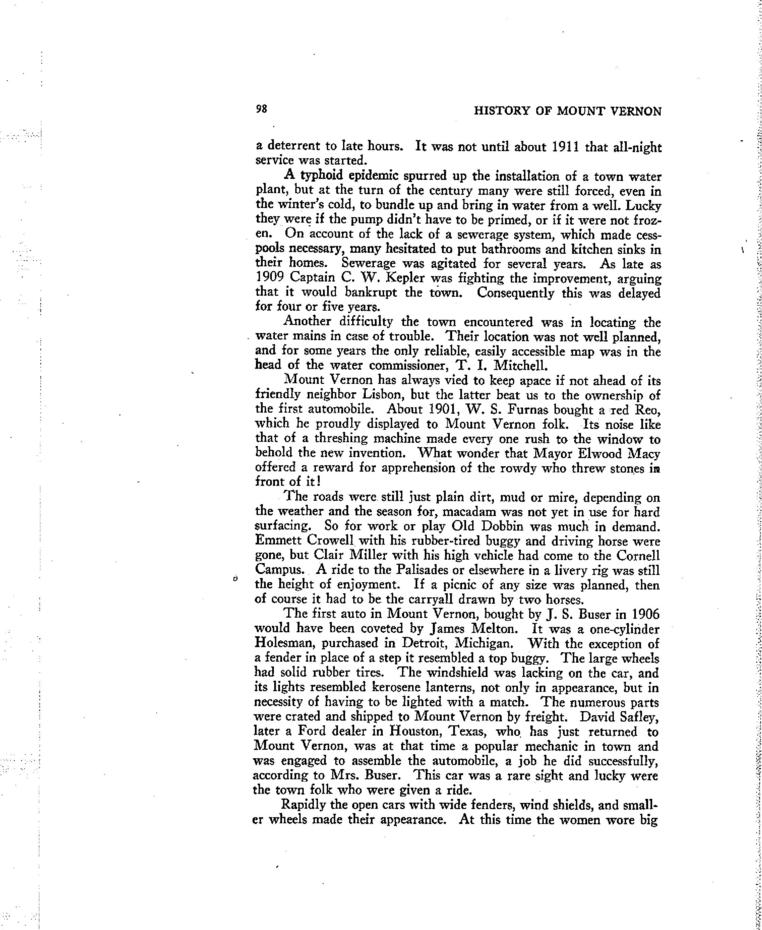 98 HISTORY OF MOUNT VERNON
a deterrent to late hours. It was not until about 1911 that all-night
service was started.
A typhoid epidemic spurred up the installation of a town water
plant, but at the turn of the century many were still forced, even in
the winter's cold, to bundle up and bring in water from a well. Lucky
they were if the pump didn't have to be primed, or if it were not froz-
en. On account of the lack of a sewerage system, which made cess-
pools necessary, many hesitated to put bathrooms and kitchen sinks in
their homes. Sewerage was agitated for several years. As late as
1909 Captain C. W. Kepler was fighting the improvement, arguing
that it would bankrupt the town. Consequently this was delayed
for four or five years.
Another difficulty the town encountered was in locating the
water mains in case of trouble. Their location was not well planned,
and for some years the only reliable, easily accessible map was in the
head of the water commissioner, T. I. Mitchell.
Mount Vernon has always vied to keep apace if not ahead of its
friendly neighbor Lisbon, but the latter beat us to the ownership of
the first automobile. About 1901, W. S. Furnas bought a red Reo,
which he proudly displayed to Mount Vernon folk. Its noise like
that of a threshing machine made every one rush to the window to
behold the new invention. What wonder that Mayor Elwood Macy
offered a reward for apprehension of the rowdy who threw stones in
front of it!
The roads were still just plain dirt, mud or mire, depending on
the weather and the season for, macadam was not yet in use for hard
surfacing. So for work or play Old Dobbin was much in demand.
Emmett Crowell with his rubber-tired buggy and driving horse were
gone, but Clair Miller with his high vehicle had come to the Cornell
Campus. A ride to the Palisades or elsewhere in a livery rig was still
the height of enjoyment. If a picnic of any size was planned, then
of course it had to be the carryall drawn by two horses.
The first auto in Mount Vernon, bought by J. S. Buser in 1906
would have been coveted by James Melton. It was a one-cylinder
Holesman, purchased in Detroit, Michigan. With the exception of
a fender in place of a step it resembled a top buggy. The large wheels
had solid rubber tires. The windshield was lacking on the car, and
its lights resembled kerosene lanterns, not only in appearance, but in
necessity of having to be lighted with a match. The numerous parts
were crated and shipped to Mount Vernon by freight. David Safley,
later a Ford dealer in Houston, Texas, who has just returned to
Mount Vernon, was at that time a popular mechanic in town and
was engaged to assemble the automobile, a job he did successfully,
according to Mrs. Buser. This car was a rare sight and lucky were
the town folk who were given a ride.
Rapidly the open cars with wide fenders, wind shields, and small-
er wheels made their appearance. At this time the women wore big